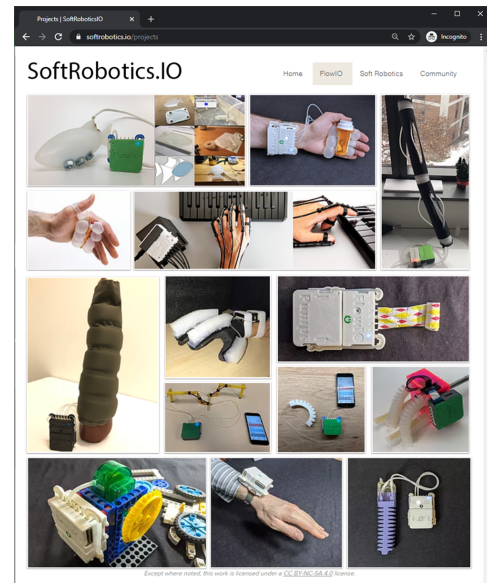 Projects | SoftRoboticsIO
softrobotics.io/projects
Incognito
SoftRobotics.IO
Home
FlowIO
Soft Robotics
Community
Except where noted, this work is licensed under a CC BY-NC-SA 4.0 license.